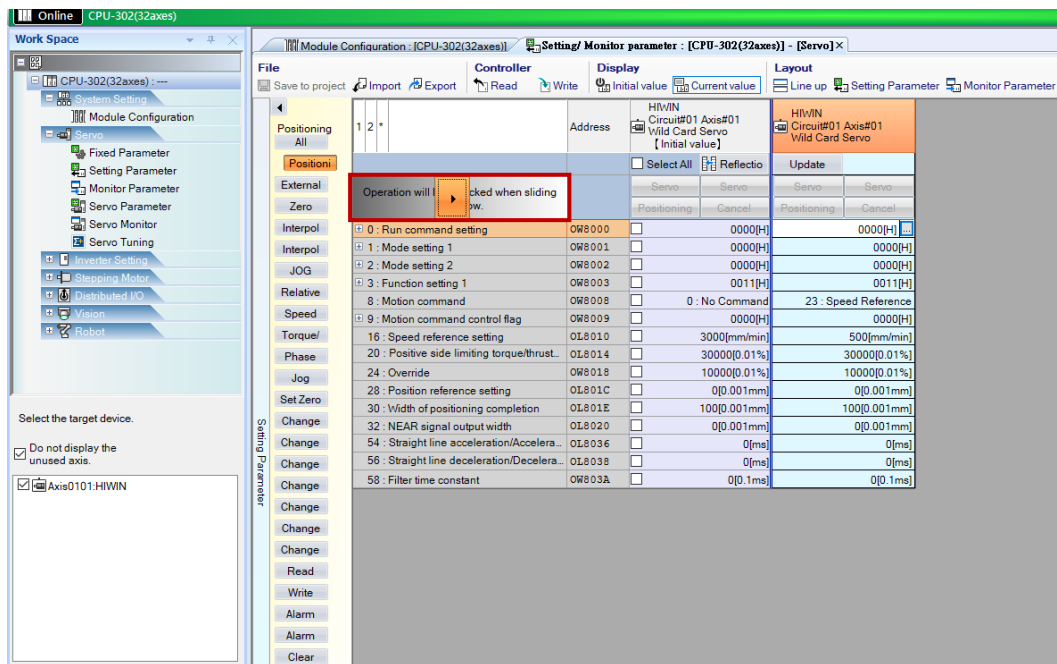 Online CPU-302(32axes)
Work Space
CPU-302(32axes) : ---
System Setting
Module Configuration
Servo
Fixed Parameter
Setting Parameter
Monitor Parameter
Servo Parameter
Servo Monitor
Servo Tuning
Inverter Setting
Stepping Motor
Distributed I/O
Vision
Robot
Select the target device.
Do not display the
unused axis.
Axis0101:HIWIN
Module Configuration : [CPU-302(32axes)] Setting/ Monitor parameter : [CPU-302(32axes)] - [Servo]
File Controller Display Layout
Save to project Import Export Read Write Initial value Current value Line up Setting Parameter Monitor Parameter
Setting Parameter
Positioning
All
Positioni
External
Zero
Interpol
Interpol
JOG
Relative
Speed
Torque/
Phase
Jog
Set Zero
Change
Change
Change
Change
Change
Change
Change
Read
Write
Alarm
Alarm
Clear
1 2 * Address
HIWIN
Circuit#01 Axis#01
Wild Card Servo
【 Initial value】
HIWIN
Circuit#01 Axis#01
Wild Card Servo
Select All Reflectio Update
Servo Servo Servo Servo
Positioning Cancel Positioning Cancel
Operation will cked when sliding
ow.
0 : Run command setting OW8000 0000[H] 0000[H] ...
1 : Mode setting 1 OW8001 0000[H] 0000[H]
2 : Mode setting 2 OW8002 0000[H] 0000[H]
3 : Function setting 1 OW8003 0011[H] 0011[H]
8 : Motion command OW8008 0 : No Command 23 : Speed Reference
9 : Motion command control flag OW8009 0000[H] 0000[H]
16 : Speed reference setting OL8010 3000[mm/min] 500[mm/min]
20 : Positive side limiting torque/thrust... OL8014 30000[0.01%] 30000[0.01%]
24 : Override OW8018 10000[0.01%] 10000[0.01%]
28 : Position reference setting OL801C 0[0.001mm] 0[0.001mm]
30 : Width of positioning completion OL801E 100[0.001mm] 100[0.001mm]
32 : NEAR signal output width OL8020 0[0.001mm] 0[0.001mm]
54 : Straight line acceleration/Accelera... OL8036 0[ms] 0[ms]
56 : Straight line deceleration/Decelera... OL8038 0[ms] 0[ms]
58 : Filter time constant OW803A 0[0.1ms] 0[0.1ms]